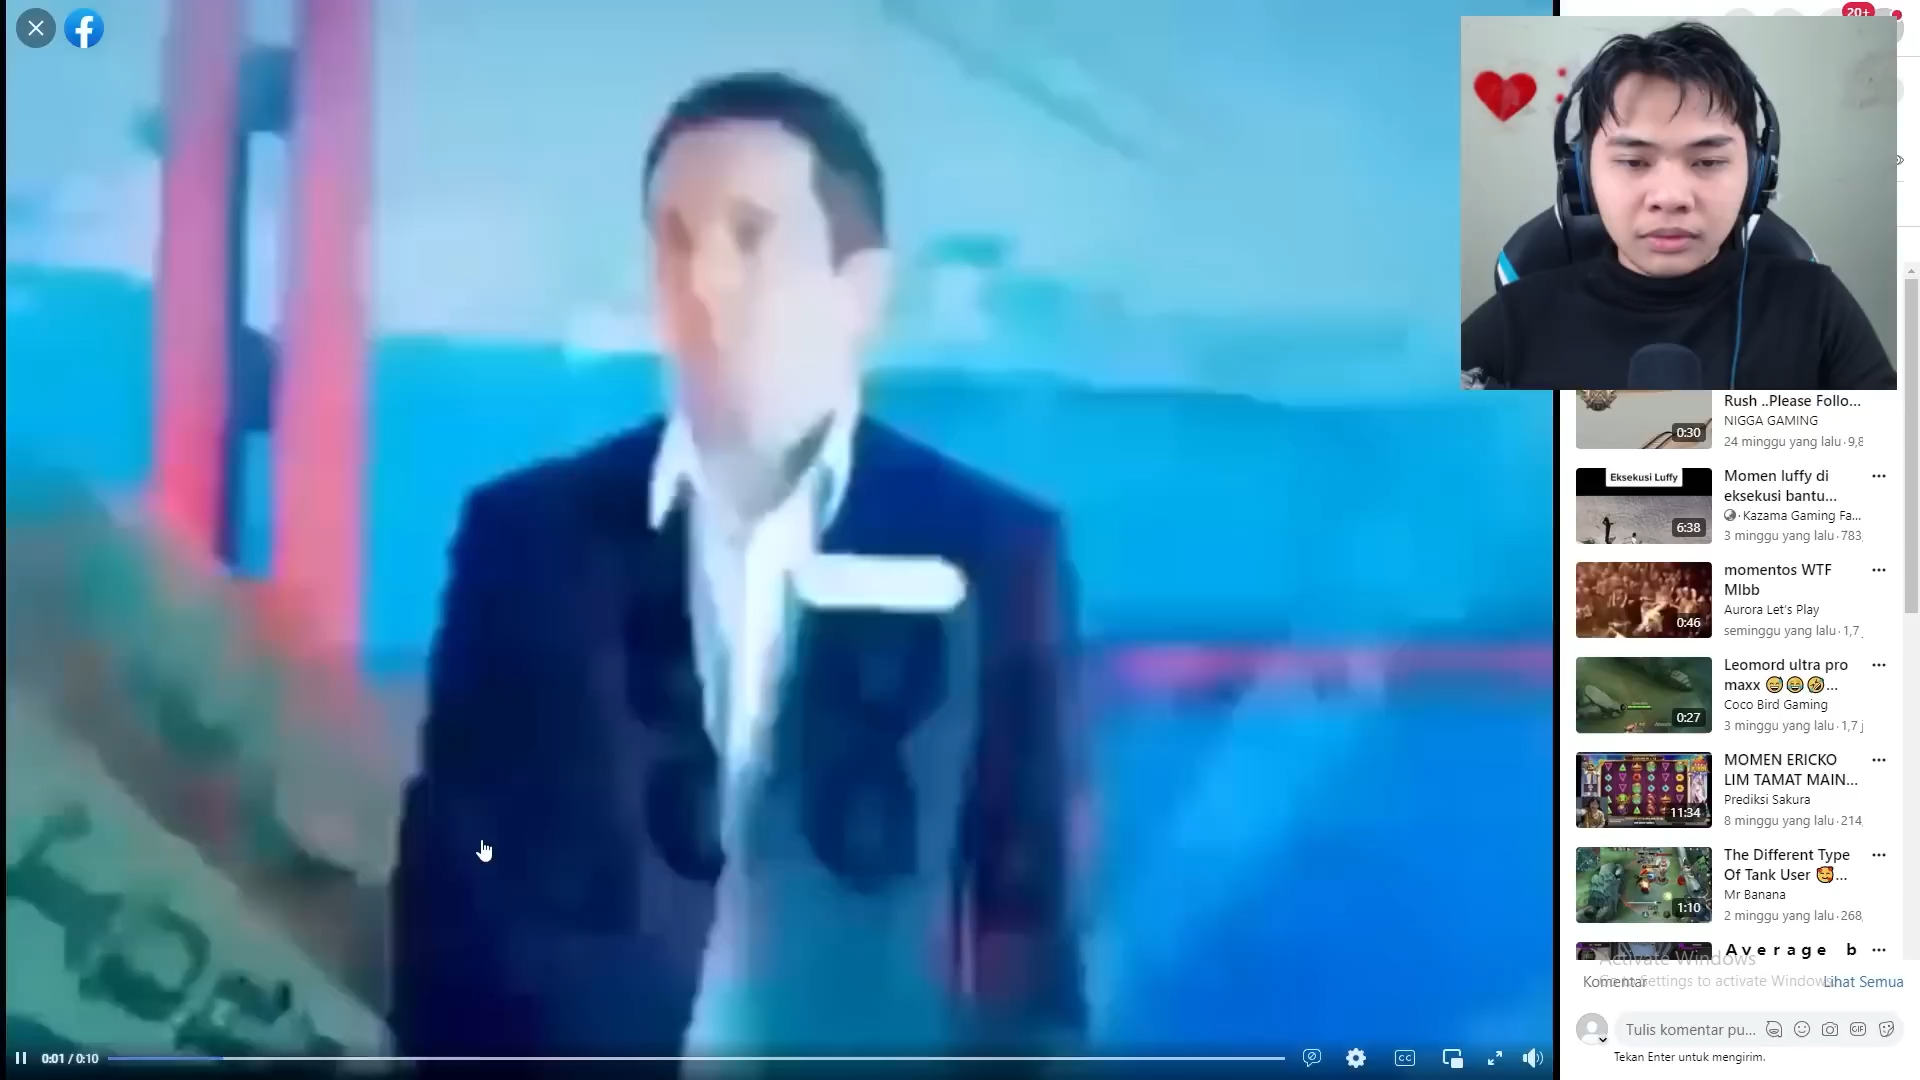 20+
Rush ..Please Follo...
NIGGA GAMING
24 minggu yang lalu · 9,8
0:30
Eksekusi Luffy
6:38
Momen luffy di
eksekusi bantu...
· Kazama Gaming Fa...
3 minggu yang lalu · 783,
0:46
momentos WTF
Mlbb
Aurora Let's Play
seminggu yang lalu · 1,7
0:27
Leomord ultra pro
maxx 😅😂🤣...
Coco Bird Gaming
3 minggu yang lalu · 1,7 j
11:34
MOMEN ERICKO
LIM TAMAT MAIN...
Prediksi Sakura
8 minggu yang lalu · 214,
1:10
The Different Type
Of Tank User 🥰...
Mr Banana
2 minggu yang lalu · 268,
Average b
Activate Windows
Go to Settings to activate Windows.
Komentar
Lihat Semua
Tulis komentar pu...
GIF
Tekan Enter untuk mengirim.
0:01 / 0:10
CC